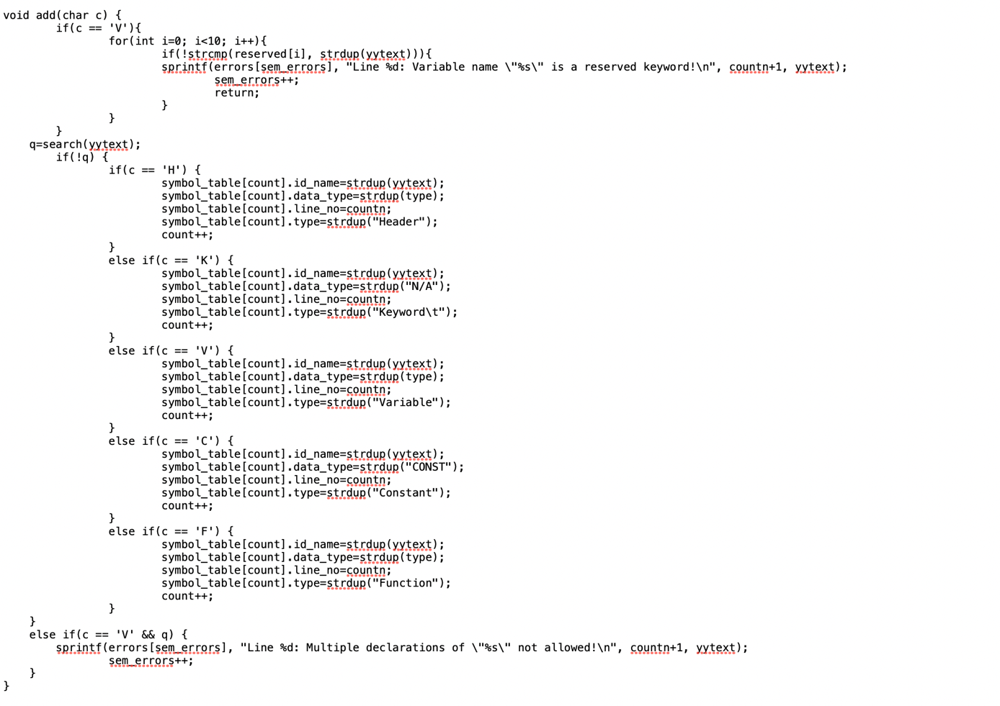 void add(char c) {
        if(c == 'V'){
                for(int i=0; i<10; i++){
                        if(!strcmp(reserved[i], strdup(yytext))){
                        sprintf(errors[sem_errors], "Line %d: Variable name \"%s\" is a reserved keyword!\n", countn+1, yytext);
                                sem_errors++;
                                return;
                        }
                }
        }
    q=search(yytext);
        if(!q) {
                if(c == 'H') {
                        symbol_table[count].id_name=strdup(yytext);
                        symbol_table[count].data_type=strdup(type);
                        symbol_table[count].line_no=countn;
                        symbol_table[count].type=strdup("Header");
                        count++;
                }
                else if(c == 'K') {
                        symbol_table[count].id_name=strdup(yytext);
                        symbol_table[count].data_type=strdup("N/A");
                        symbol_table[count].line_no=countn;
                        symbol_table[count].type=strdup("Keyword\t");
                        count++;
                }
                else if(c == 'V') {
                        symbol_table[count].id_name=strdup(yytext);
                        symbol_table[count].data_type=strdup(type);
                        symbol_table[count].line_no=countn;
                        symbol_table[count].type=strdup("Variable");
                        count++;
                }
                else if(c == 'C') {
                        symbol_table[count].id_name=strdup(yytext);
                        symbol_table[count].data_type=strdup("CONST");
                        symbol_table[count].line_no=countn;
                        symbol_table[count].type=strdup("Constant");
                        count++;
                }
                else if(c == 'F') {
                        symbol_table[count].id_name=strdup(yytext);
                        symbol_table[count].data_type=strdup(type);
                        symbol_table[count].line_no=countn;
                        symbol_table[count].type=strdup("Function");
                        count++;
                }
    }
    else if(c == 'V' && q) {
        sprintf(errors[sem_errors], "Line %d: Multiple declarations of \"%s\" not allowed!\n", countn+1, yytext);
                sem_errors++;
    }
}